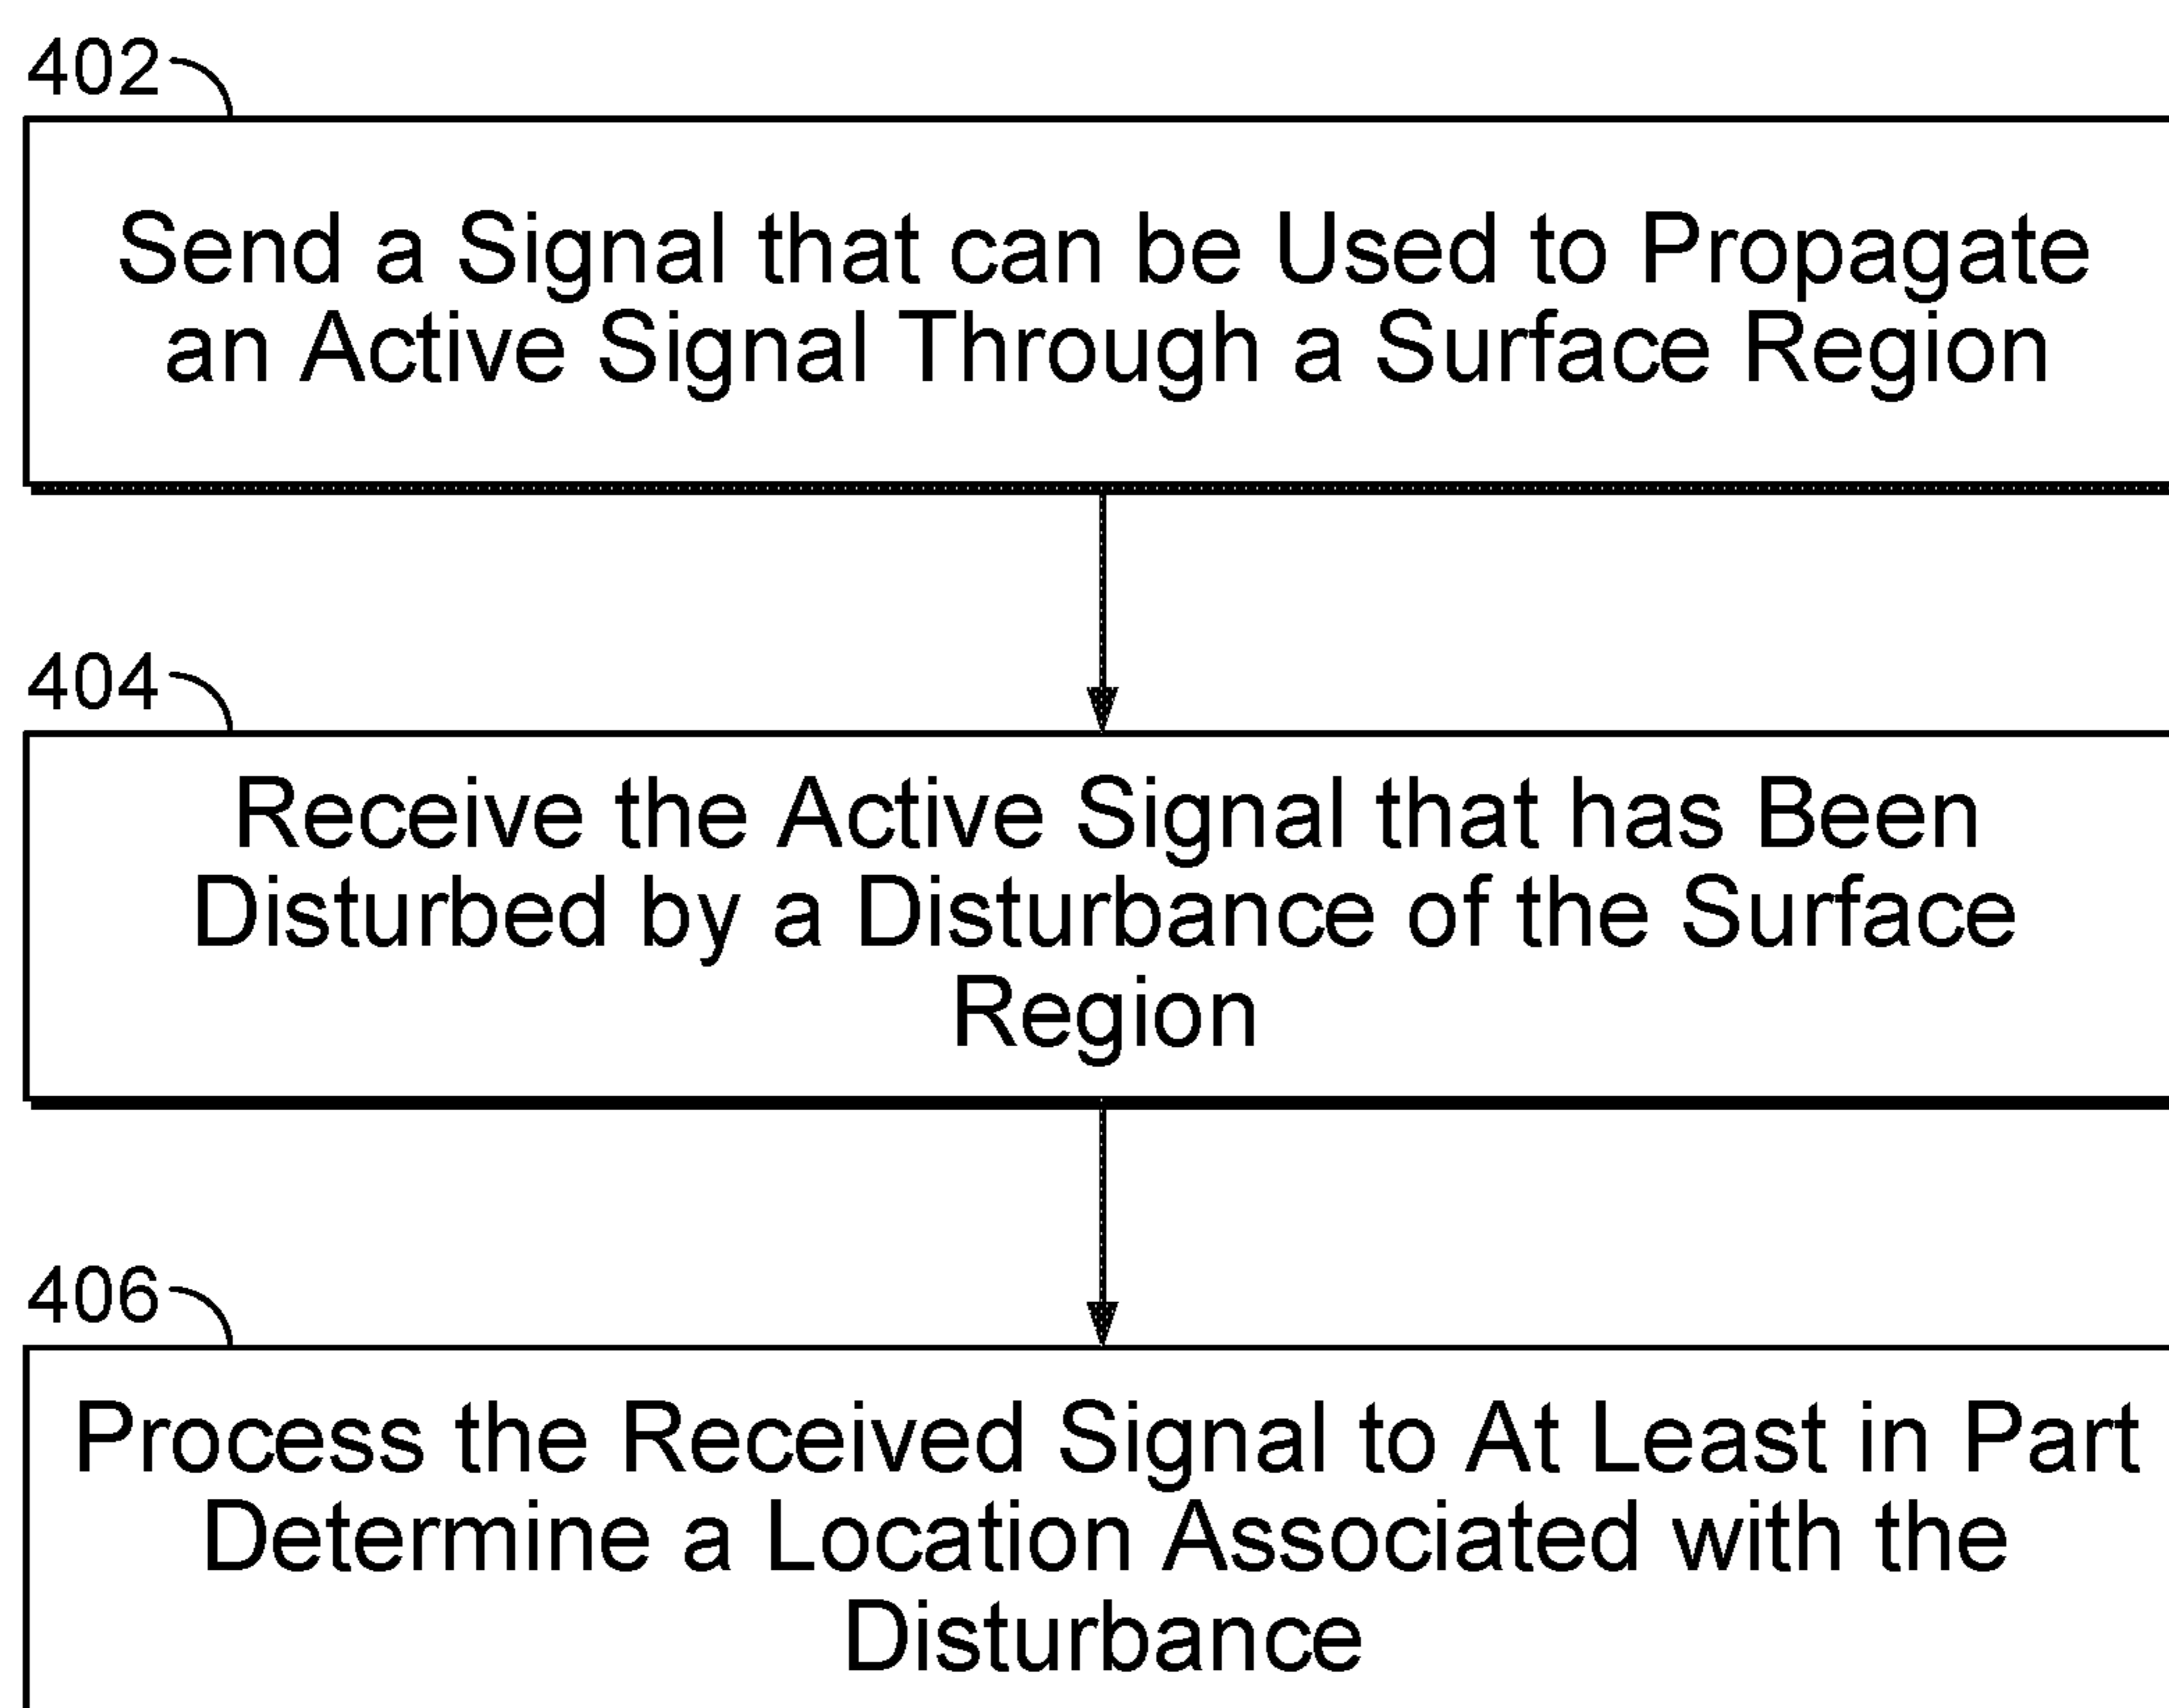 402
Send a Signal that can be Used to Propagate
an Active Signal Through a Surface Region
404
Receive the Active Signal that has Been
Disturbed by a Disturbance of the Surface
Region
406
Process the Received Signal to At Least in Part
Determine a Location Associated with the
Disturbance